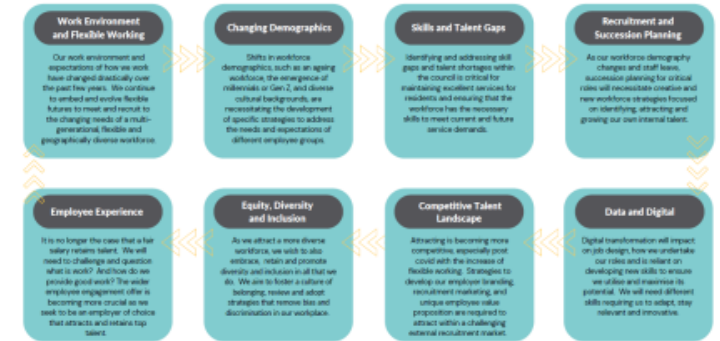 Work Environment
and Flexible Working
Our work environment and
expectations of how we work
have changed drastically over
the past few years. We continue
to embed and evolve flexible
futures to meet and recruit to
the changing needs of a multi-
generational, flexible and
geographically diverse workforce.
Changing Demographics
Shifts in workforce
demographics, such as an ageing
workforce, the emergence of
millennials or Gen Z, and diverse
cultural backgrounds, are
necessitating the development
of specific strategies to address
the needs and expectations of
different employee groups.
Skills and Talent Gaps
Identifying and addressing skill
gaps and talent shortages within
the council is critical for
maintaining excellent services for
residents and ensuring that the
workforce has the necessary
skills to meet current and future
service demands.
Recruitment and
Succession Planning
As our workforce demography
changes and staff leave,
succession planning for critical
roles will necessitate creative and
new workforce strategies focused
on identifying, attracting and
growing our own internal talent.
Employee Experience
It is no longer the case that a fair
salary retains talent. We will
need to challenge and question
what is work? And how do we
provide good work? The wider
employee engagement offer is
becoming more crucial as we
seek to be an employer of choice
that attracts and retains top
talent.
Equity, Diversity
and Inclusion
As we attract a more diverse
workforce, we wish to also
embrace, retain and promote
diversity and inclusion in all that we
do. We aim to foster a culture of
belonging, review and adopt
strategies that remove bias and
discrimination in our workplace.
Competitive Talent
Landscape
Attracting is becoming more
competitive, especially post
covid with the increase of
flexible working. Strategies to
develop our employer branding,
recruitment marketing, and
unique employee value
proposition are required to
attract within a challenging
external recruitment market.
Data and Digital
Digital transformation will impact
on job design, how we undertake
our roles and is reliant on
developing new skills to ensure
we utilise and maximise its
potential. We will need different
skills requiring us to adapt, stay
relevant and innovative.